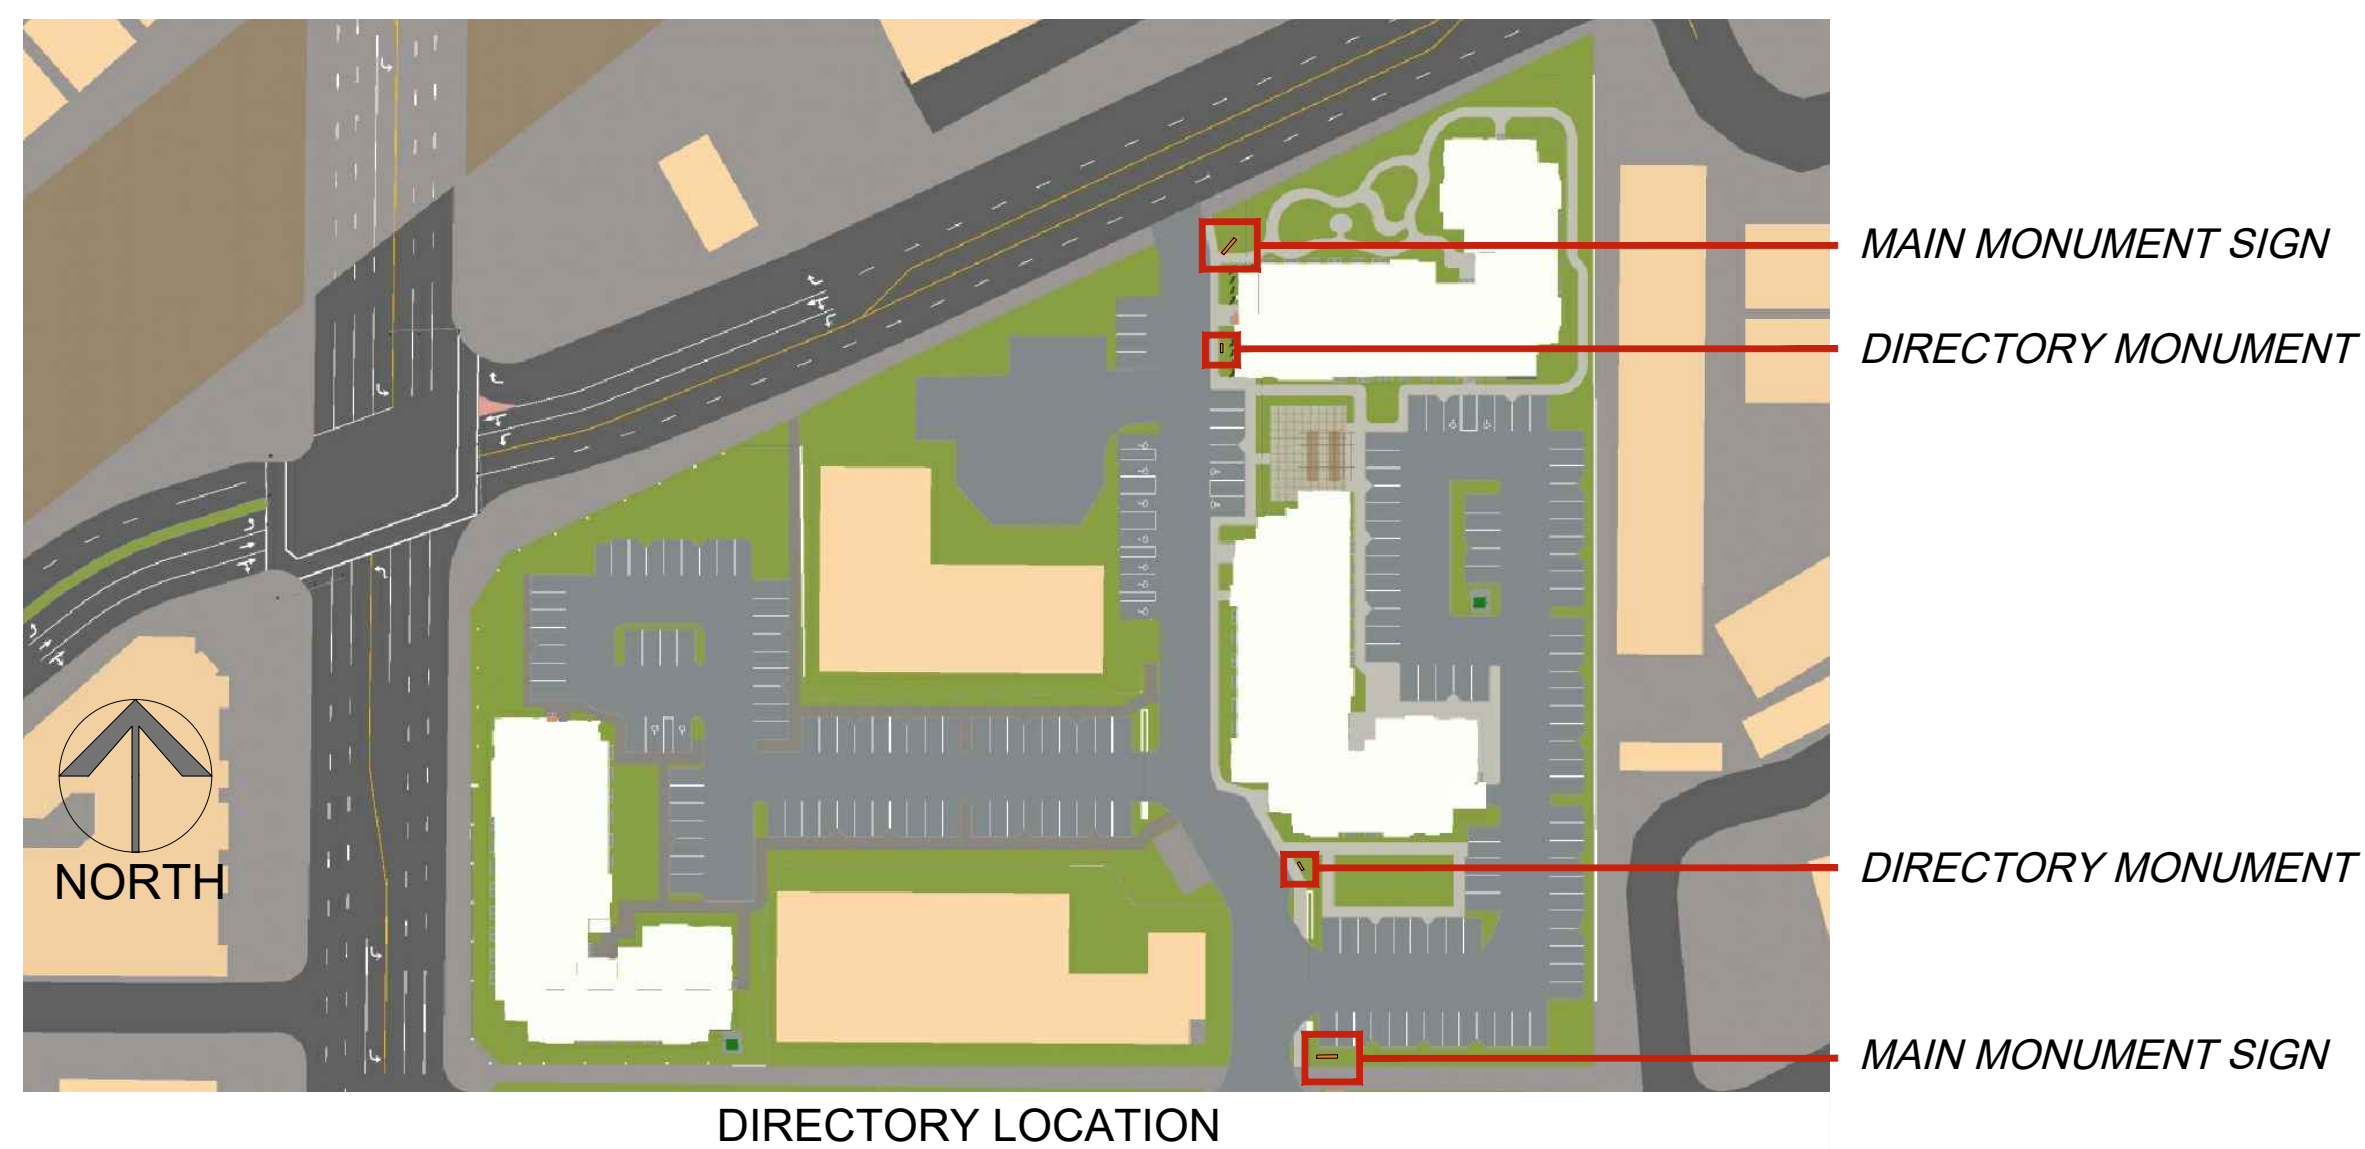 MAIN MONUMENT SIGN
DIRECTORY MONUMENT
NORTH
DIRECTORY MONUMENT
MAIN MONUMENT SIGN
DIRECTORY LOCATION